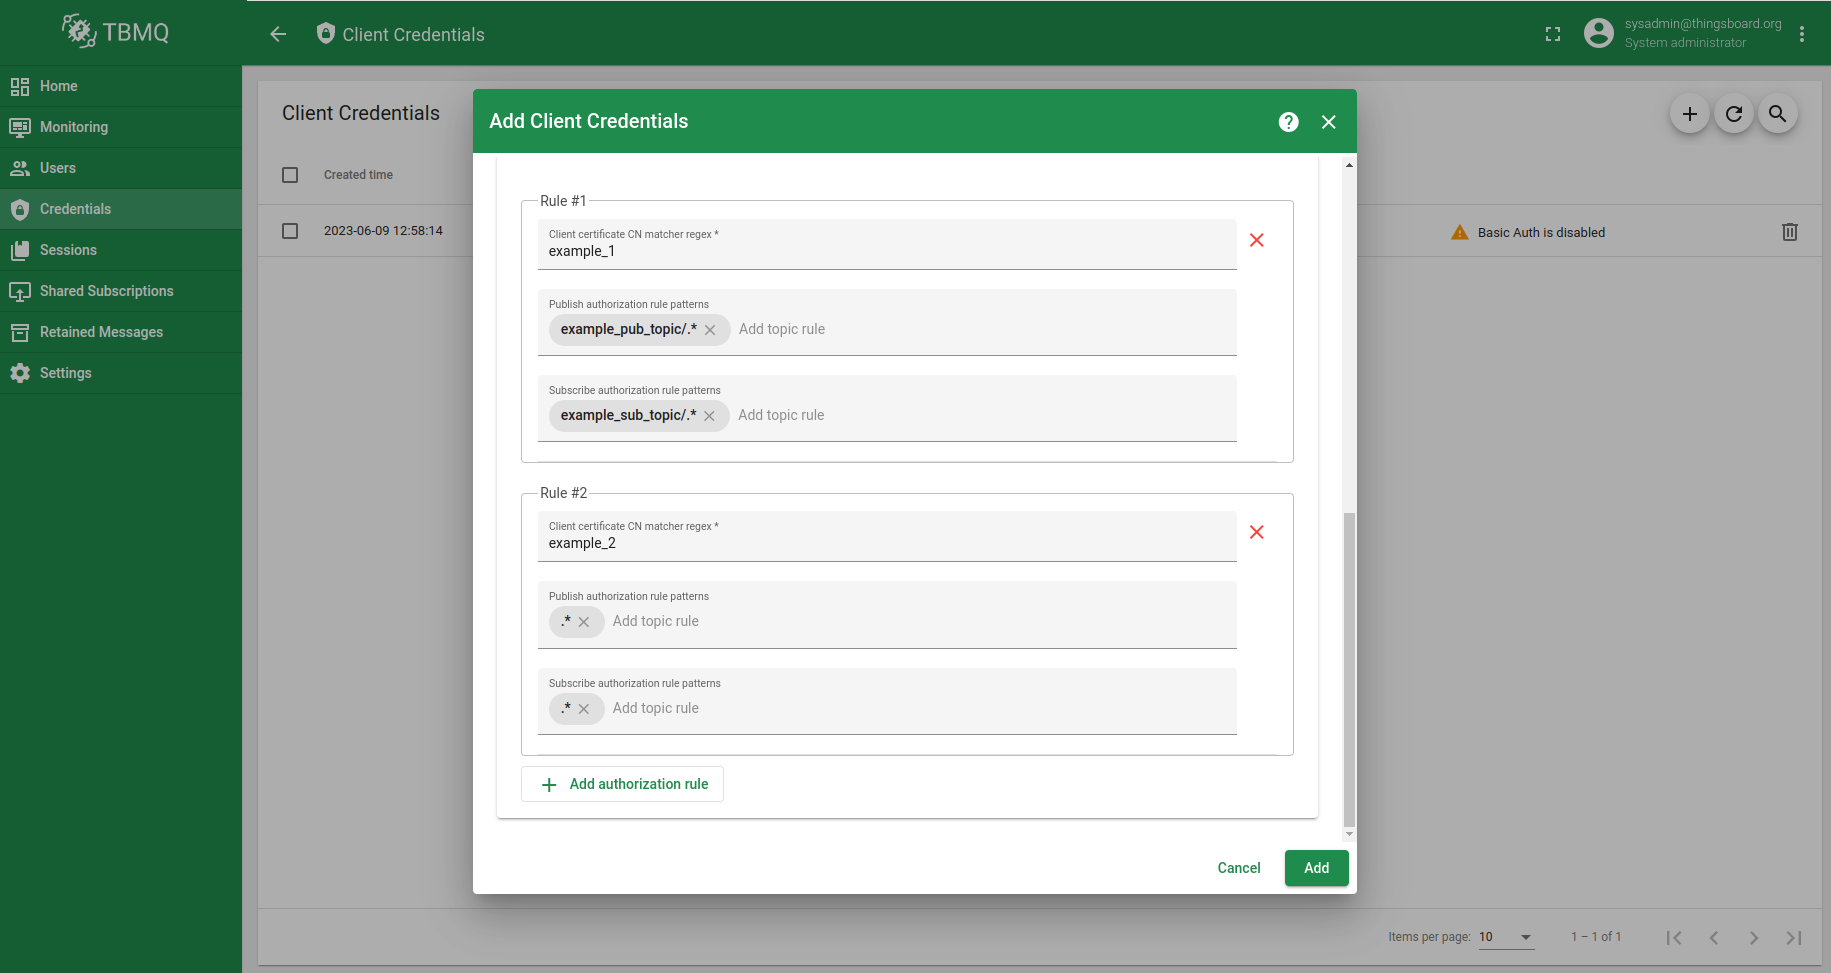 TBMQ
Client Credentials
sysadmin@thingsboard.org
System administrator
Home
Monitoring
Users
Credentials
Sessions
Shared Subscriptions
Retained Messages
Settings
Client Credentials
Created time
2023-06-09 12:58:14
Basic Auth is disabled
Add Client Credentials
Rule #1
Client certificate CN matcher regex *
example_1
Publish authorization rule patterns
example_pub_topic/.* Add topic rule
Subscribe authorization rule patterns
example_sub_topic/.* Add topic rule
Rule #2
Client certificate CN matcher regex *
example_2
Publish authorization rule patterns
.* Add topic rule
Subscribe authorization rule patterns
.* Add topic rule
Add authorization rule
Cancel Add
Items per page: 10 1 – 1 of 1